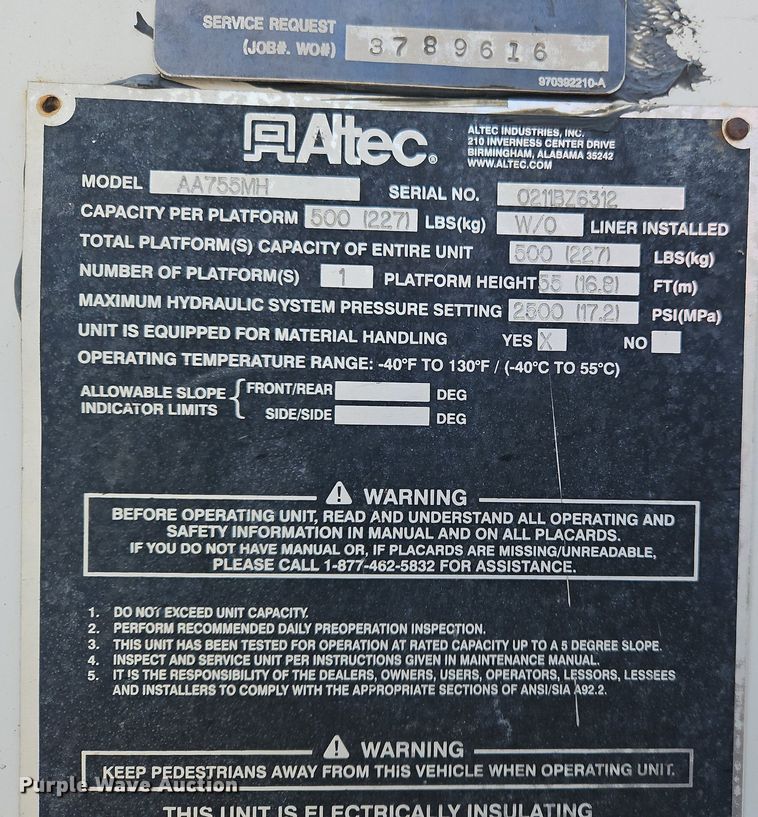 SERVICE REQUEST
(JOB#. WO#) 3789616
970392210-A
Altec®
ALTEC INDUSTRIES, INC.
210 INVERNESS CENTER DRIVE
BIRMINGHAM, ALABAMA 35242
WWW.ALTEC.COM
MODEL AA755MH SERIAL NO. 0211BZ6312
CAPACITY PER PLATFORM 500 (227) LBS(kg) W/O LINER INSTALLED
TOTAL PLATFORM(S) CAPACITY OF ENTIRE UNIT 500 (227) LBS(kg)
NUMBER OF PLATFORM(S) 1 PLATFORM HEIGHT 55 (16.8) FT(m)
MAXIMUM HYDRAULIC SYSTEM PRESSURE SETTING 2500 (17.2) PSI(MPa)
UNIT IS EQUIPPED FOR MATERIAL HANDLING YES X NO
OPERATING TEMPERATURE RANGE: -40°F TO 130°F / (-40°C TO 55°C)
ALLOWABLE SLOPE INDICATOR LIMITS { FRONT/REAR DEG
SIDE/SIDE DEG
WARNING
BEFORE OPERATING UNIT, READ AND UNDERSTAND ALL OPERATING AND
SAFETY INFORMATION IN MANUAL AND ON ALL PLACARDS.
IF YOU DO NOT HAVE MANUAL OR, IF PLACARDS ARE MISSING/UNREADABLE,
PLEASE CALL 1-877-462-5832 FOR ASSISTANCE.
1. DO NOT EXCEED UNIT CAPACITY.
2. PERFORM RECOMMENDED DAILY PREOPERATION INSPECTION.
3. THIS UNIT HAS BEEN TESTED FOR OPERATION AT RATED CAPACITY UP TO A 5 DEGREE SLOPE.
4. INSPECT AND SERVICE UNIT PER INSTRUCTIONS GIVEN IN MAINTENANCE MANUAL.
5. IT IS THE RESPONSIBILITY OF THE DEALERS, OWNERS, USERS, OPERATORS, LESSORS, LESSEES
AND INSTALLERS TO COMPLY WITH THE APPROPRIATE SECTIONS OF ANSI/SIA A92.2.
WARNING
KEEP PEDESTRIANS AWAY FROM THIS VEHICLE WHEN OPERATING UNIT.
Purple Wave Auction
THIS UNIT IS ELECTRICALLY INSULATING